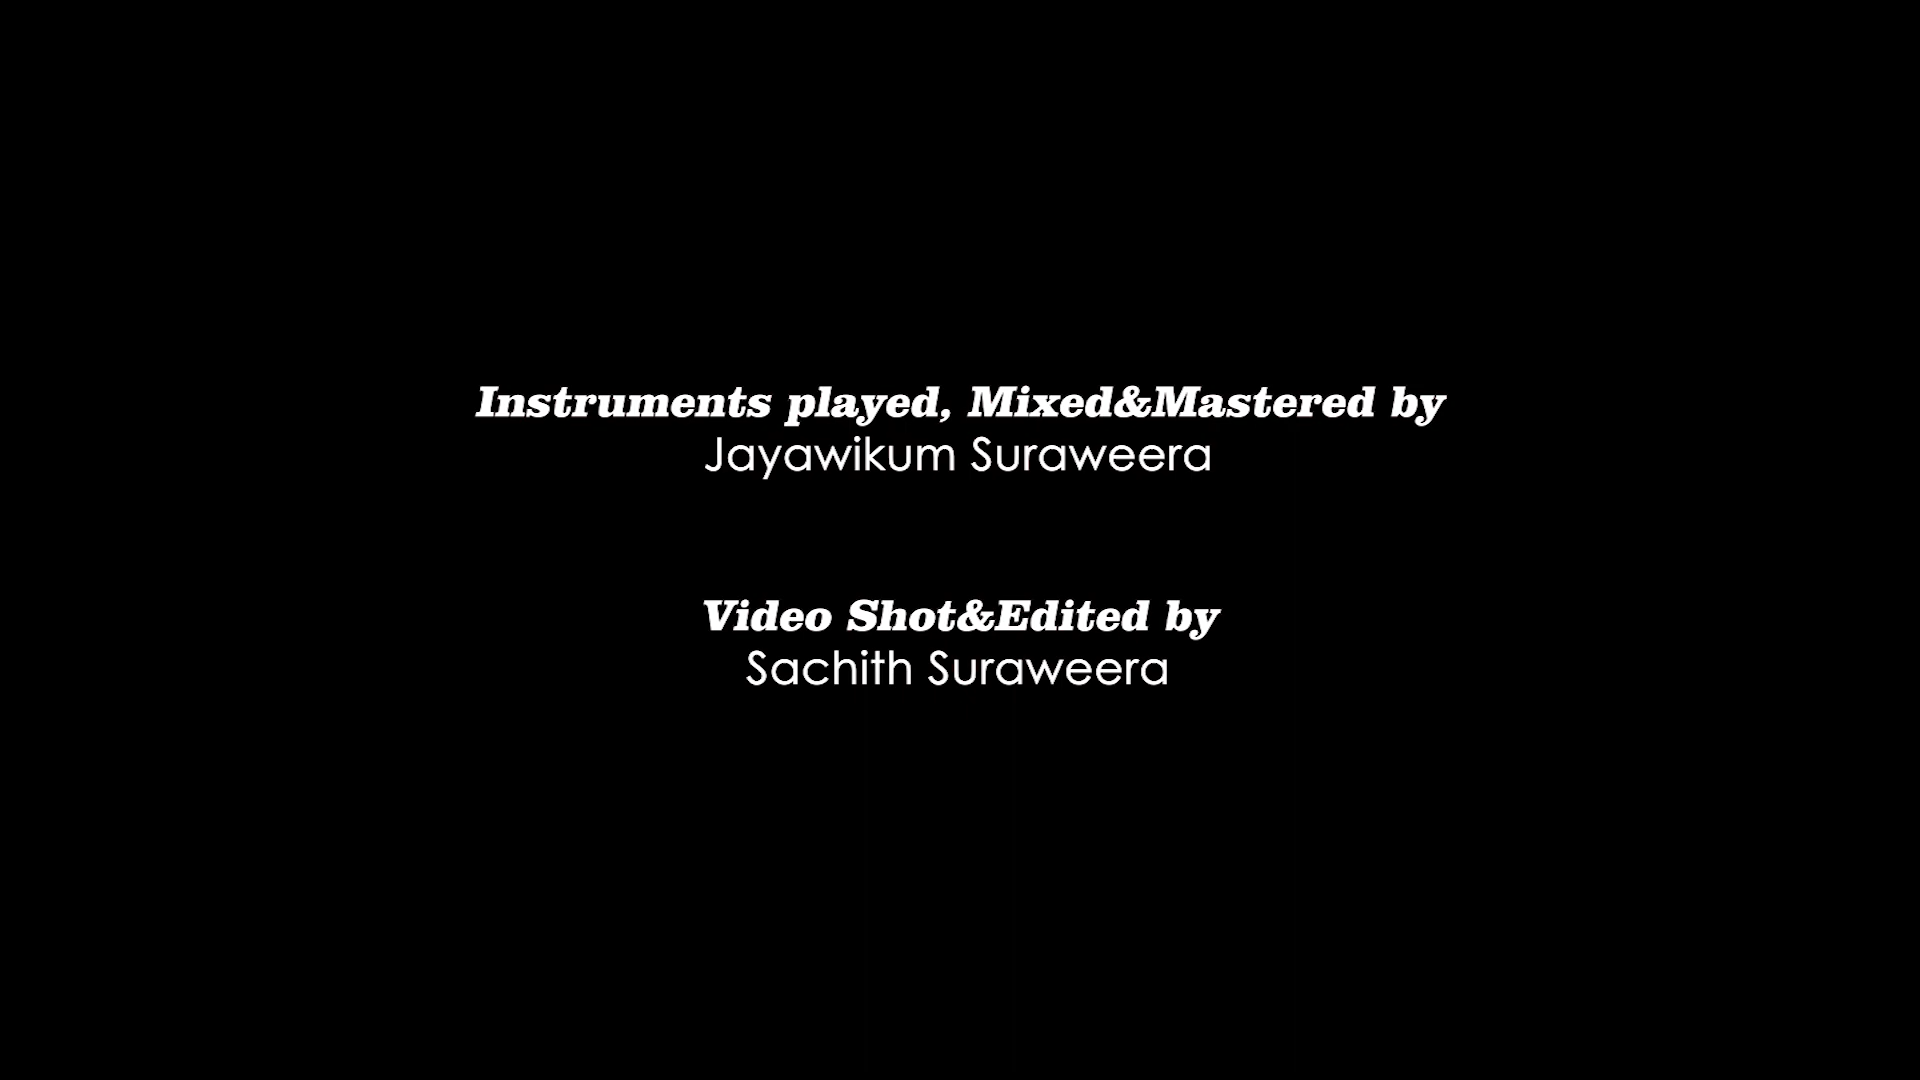 Instruments played, Mixed&Mastered by
Jayawikum Suraweera
Video Shot&Edited by
Sachith Suraweera